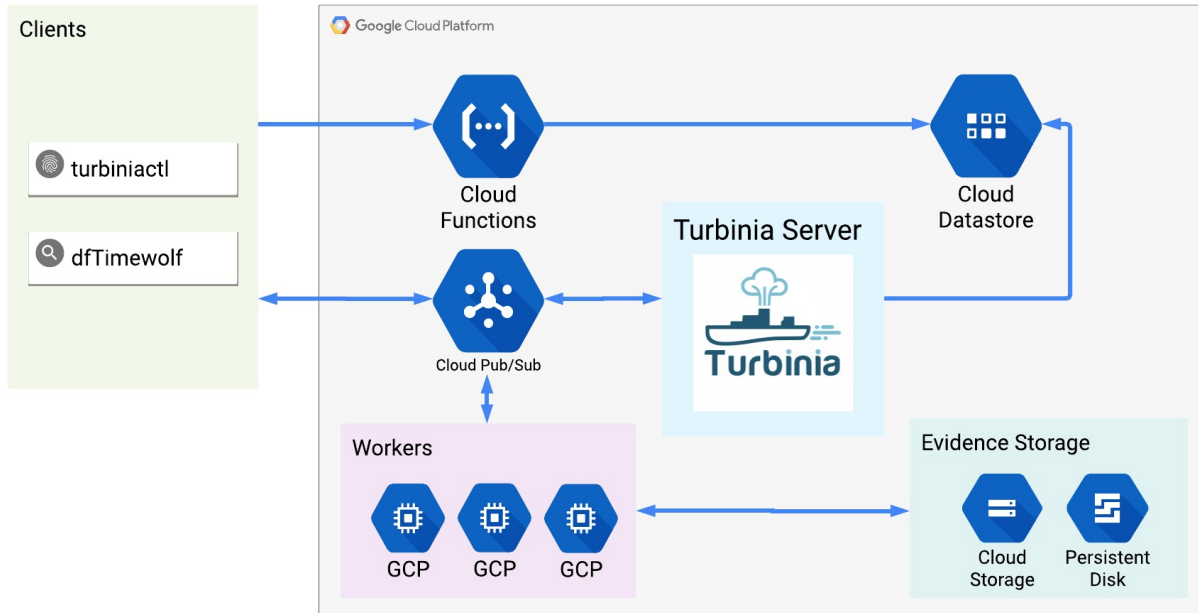 Clients
Google Cloud Platform
turbiniactl
dfTimewolf
Cloud
Functions
Cloud
Datastore
Cloud Pub/Sub
Turbinia Server
Turbinia
Workers
GCP
GCP
GCP
Evidence Storage
Cloud
Storage
Persistent
Disk